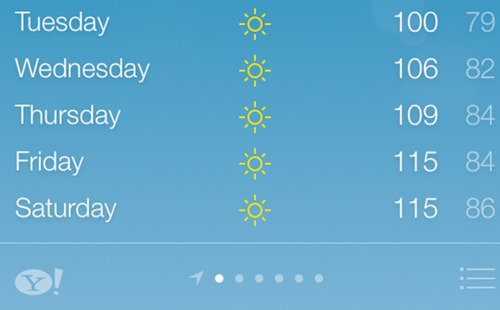 Tuesday 100 79
Wednesday 106 82
Thursday 109 84
Friday 115 84
Saturday 115 86
Y!